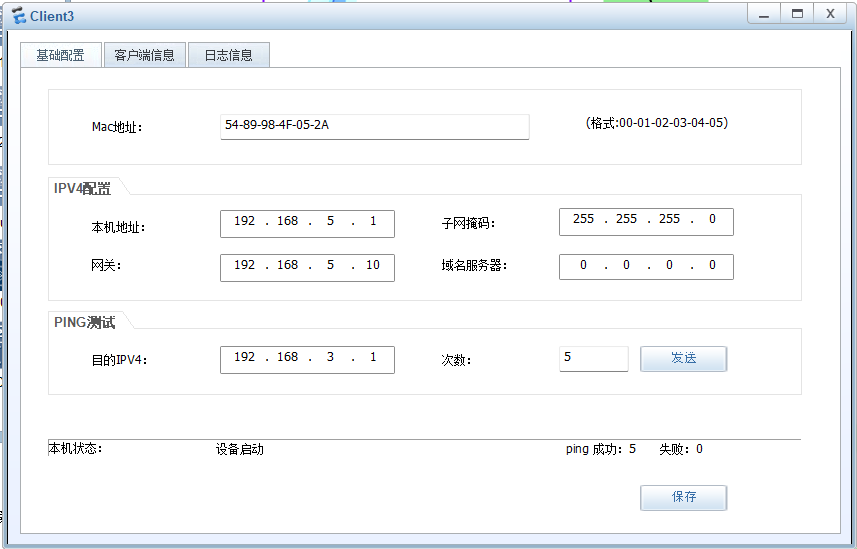 Client3
基础配置 客户端信息 日志信息
Mac地址: 54-89-98-4F-05-2A (格式:00-01-02-03-04-05)
IPV4配置
本机地址: 192 . 168 . 5 . 1 子网掩码: 255 . 255 . 255 . 0
网关: 192 . 168 . 5 . 10 域名服务器: 0 . 0 . 0 . 0
PING测试
目的IPV4: 192 . 168 . 3 . 1 次数: 5 发送
本机状态: 设备启动 ping 成功: 5 失败: 0
保存